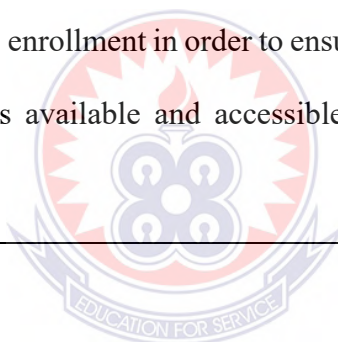 enrollment in order to ensu
s available and accessible
EDUCATION FOR SERVICE